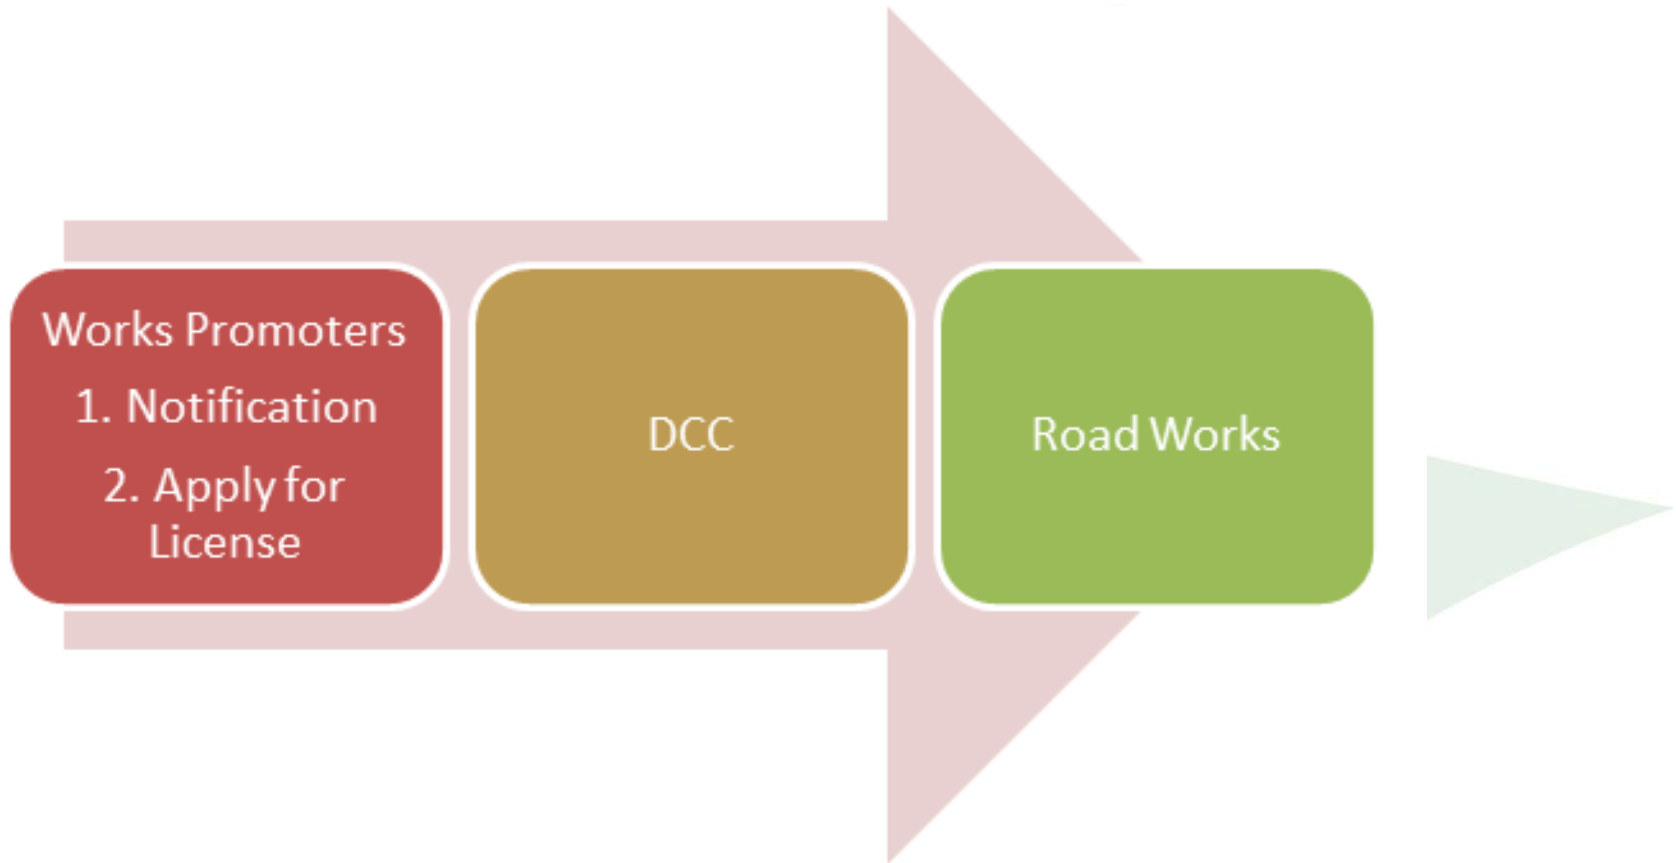 Works Promoters
1. Notification
2. Apply for
License
DCC
Road Works